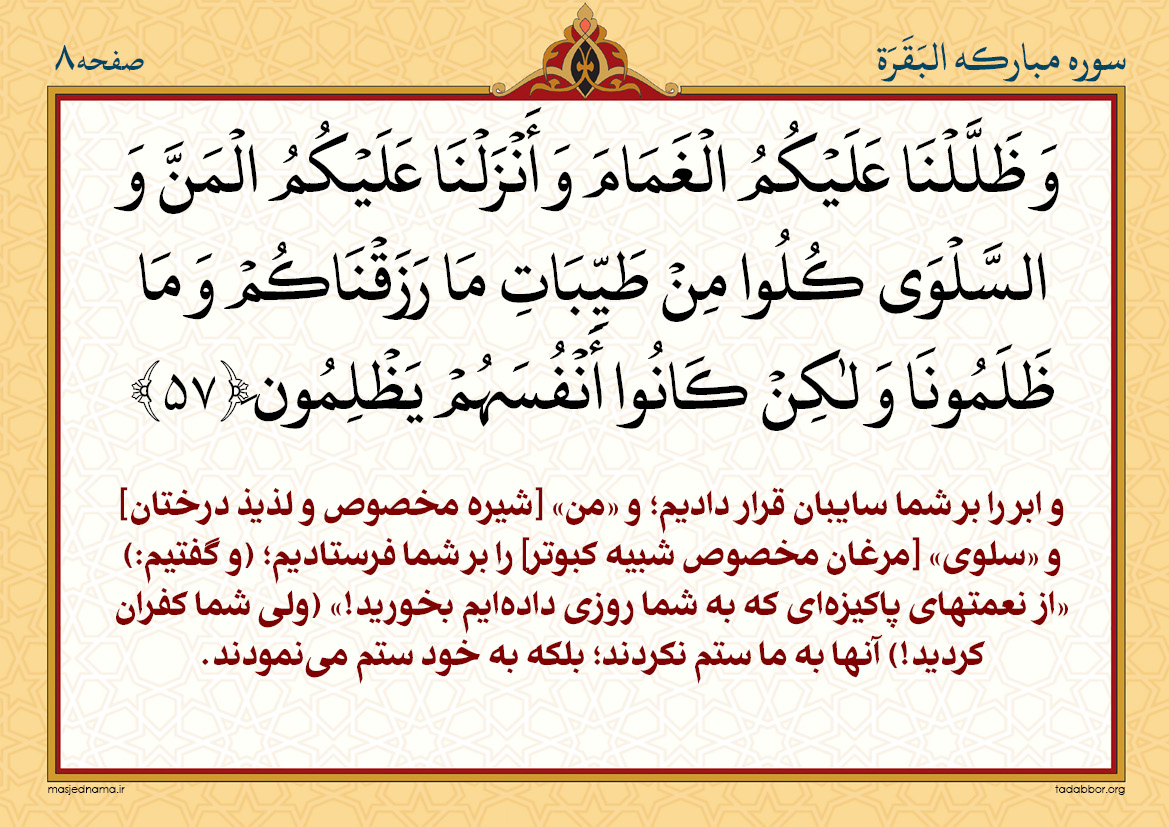 سوره مبارکه البَقَرَة
صفحه۸
وَ ظَلَّلْنَا عَلَيْكُمُ الْغَمَامَ وَ أَنْزَلْنَا عَلَيْكُمُ الْمَنَّ وَ
السَّلْوَى كُلُوا مِنْ طَيِّبَاتِ مَا رَزَقْنَاكُمْ وَ مَا
ظَلَمُونَا وَ لٰكِنْ كَانُوا أَنْفُسَهُمْ يَظْلِمُونَ ﴿۵۷﴾
و ابر را بر شما سایبان قرار دادیم؛ و «من» [شیره مخصوص و لذیذ درختان]
و «سلوی» [مرغان مخصوص شبیه کبوتر] را بر شما فرستادیم؛ (و گفتیم:)
«از نعمتهای پاکیزه‌ای که به شما روزی داده‌ایم بخورید!» (ولی شما کفران
کردید!) آنها به ما ستم نکردند؛ بلکه به خود ستم می‌نمودند.
masjednama.ir
tadabbor.org